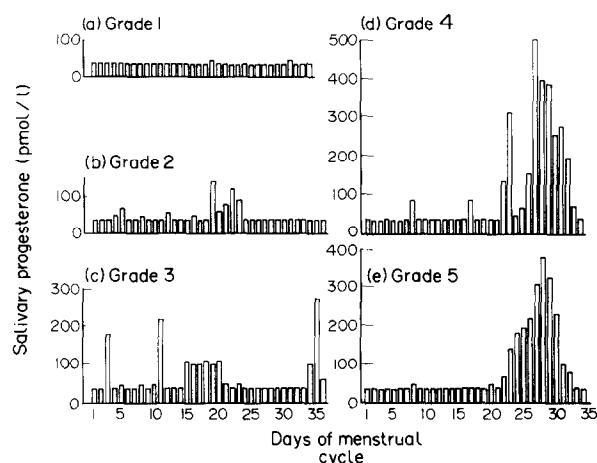 (a) Grade 1
100
0
(b) Grade 2
100
0
(c) Grade 3
300
200
100
0
1 5 10 15 20 25 30 35
(d) Grade 4
500
400
300
200
100
0
(e) Grade 5
400
300
200
100
0
1 5 10 15 20 25 30 35
Salivary progesterone (pmol/l)
Days of menstrual
cycle